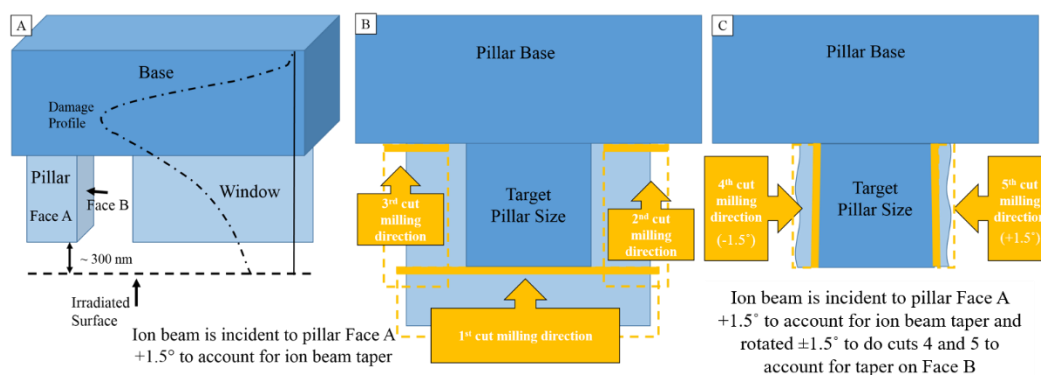 A
Base
Damage
Profile
Pillar
Face A
Face B
Window
~ 300 nm
Irradiated
Surface
Ion beam is incident to pillar Face A
+1.5° to account for ion beam taper
B
Pillar Base
Target
Pillar Size
3rd cut
milling
direction
2nd cut
milling
direction
1st cut milling direction
C
Pillar Base
4th cut
milling
direction
(-1.5˚)
Target
Pillar Size
5th cut
milling
direction
(+1.5˚)
Ion beam is incident to pillar Face A
+1.5˚ to account for ion beam taper and
rotated ±1.5˚ to do cuts 4 and 5 to
account for taper on Face B